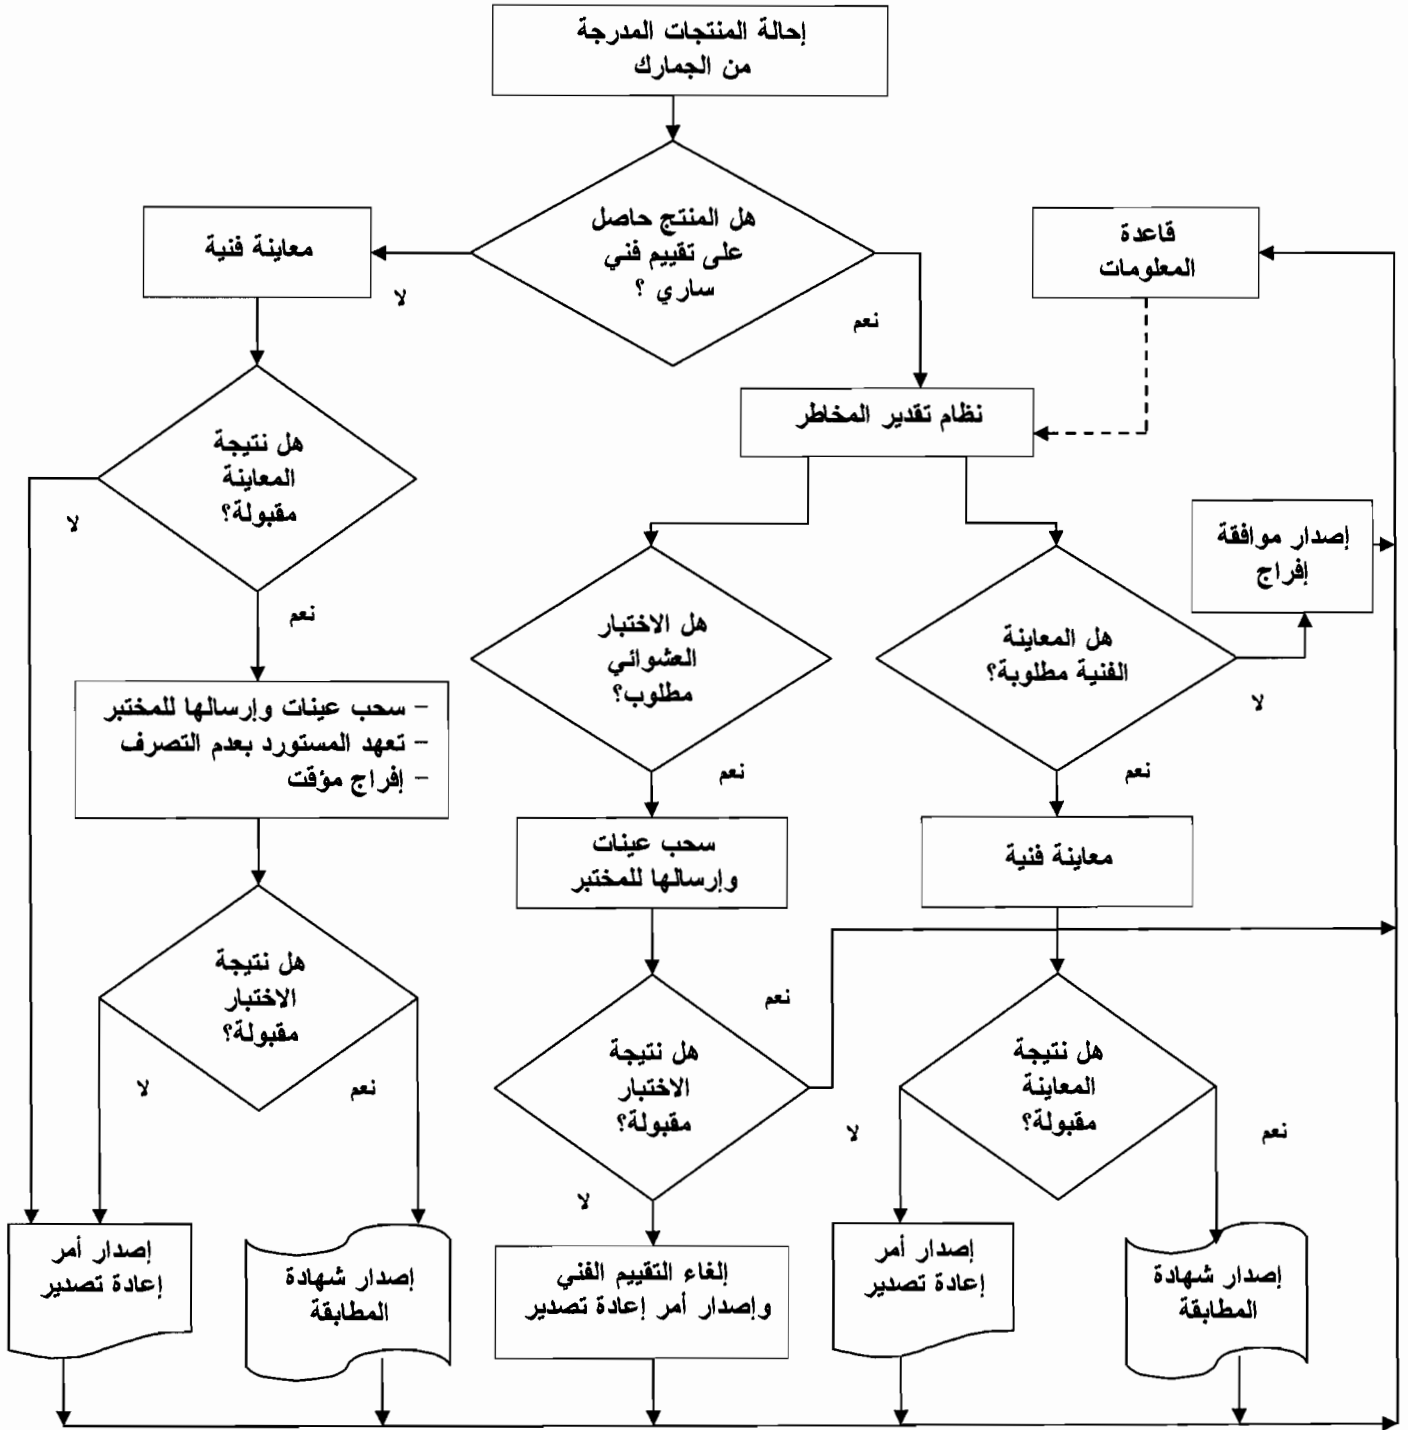 إحالة المنتجات المدرجة
من الجمارك
هل المنتج حاصل
على تقييم فني
ساري ؟
معاينة فنية
لا
نعم
قاعدة
المعلومات
نظام تقدير المخاطر
هل نتيجة
المعاينة
مقبولة؟
لا
نعم
إصدار موافقة
إفراج
هل الاختبار
العشوائي
مطلوب؟
هل المعاينة
الفنية مطلوبة؟
لا
نعم
نعم
- سحب عينات وإرسالها للمختبر
- تعهد المستورد بعدم التصرف
- إفراج مؤقت
سحب عينات
وإرسالها للمختبر
معاينة فنية
هل نتيجة
الاختبار
مقبولة؟
لا
نعم
هل نتيجة
الاختبار
مقبولة؟
نعم
لا
هل نتيجة
المعاينة
مقبولة؟
لا
نعم
إصدار أمر
إعادة تصدير
إصدار شهادة
المطابقة
إلغاء التقييم الفني
وإصدار أمر إعادة تصدير
إصدار أمر
إعادة تصدير
إصدار شهادة
المطابقة